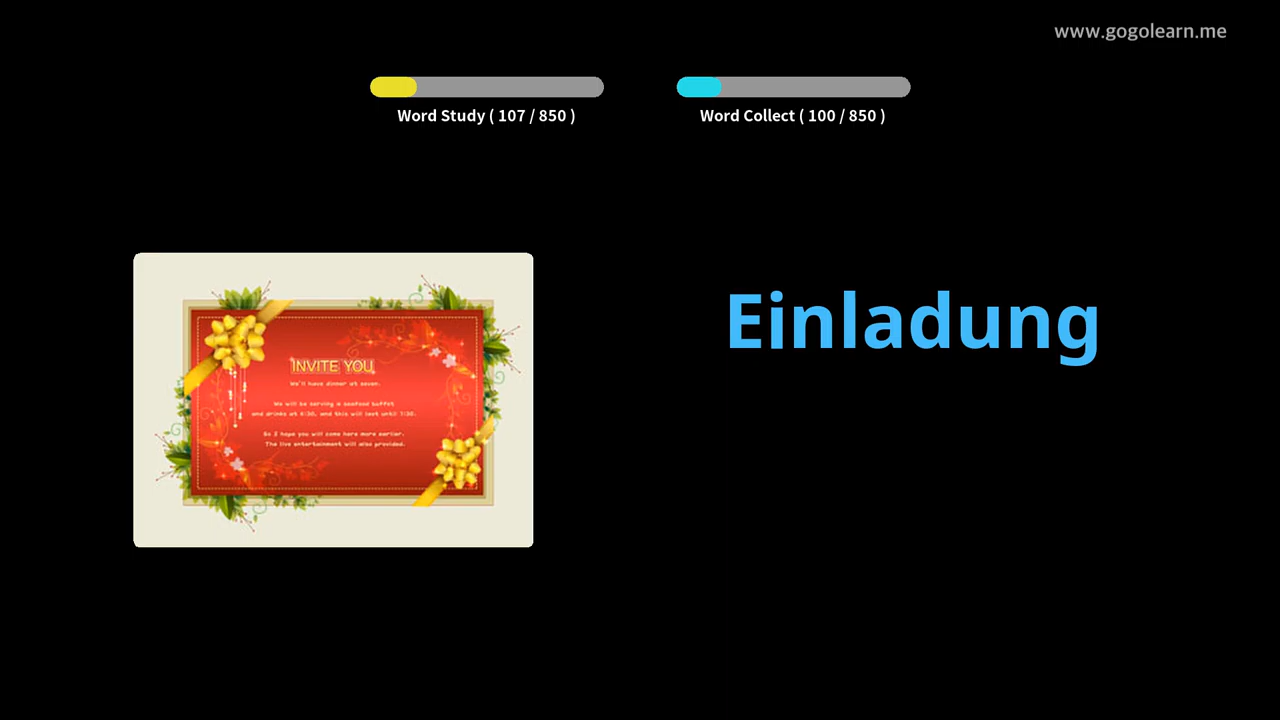 www.gogolearn.me
Word Study ( 107 / 850 )
Word Collect ( 100 / 850 )
INVITE YOU
We'll have dinner at seven.
We will be serving a seafood buffet
and drinks at 6:30, and this will last until 7:30.
So I hope you will come here more earlier.
The live entertainment will also provided.
Einladung